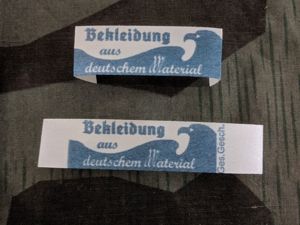 Bekleidung
aus
deutschem Material
Bekleidung
aus
deutschem Material
Ges.Gesch.